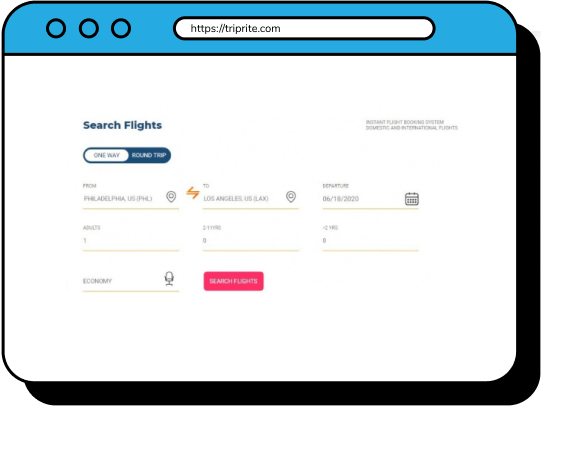 https://triprite.com
Search Flights
INSTANT FLIGHT BOOKING SYSTEM
DOMESTIC AND INTERNATIONAL FLIGHTS
ONE WAY ROUND TRIP
FROM TO DEPARTURE
PHILADELPHIA, US (PHL) LOS ANGELES, US (LAX) 06/18/2020
ADULTS 2-11YRS <2 YRS
1 0 0
ECONOMY SEARCH FLIGHTS